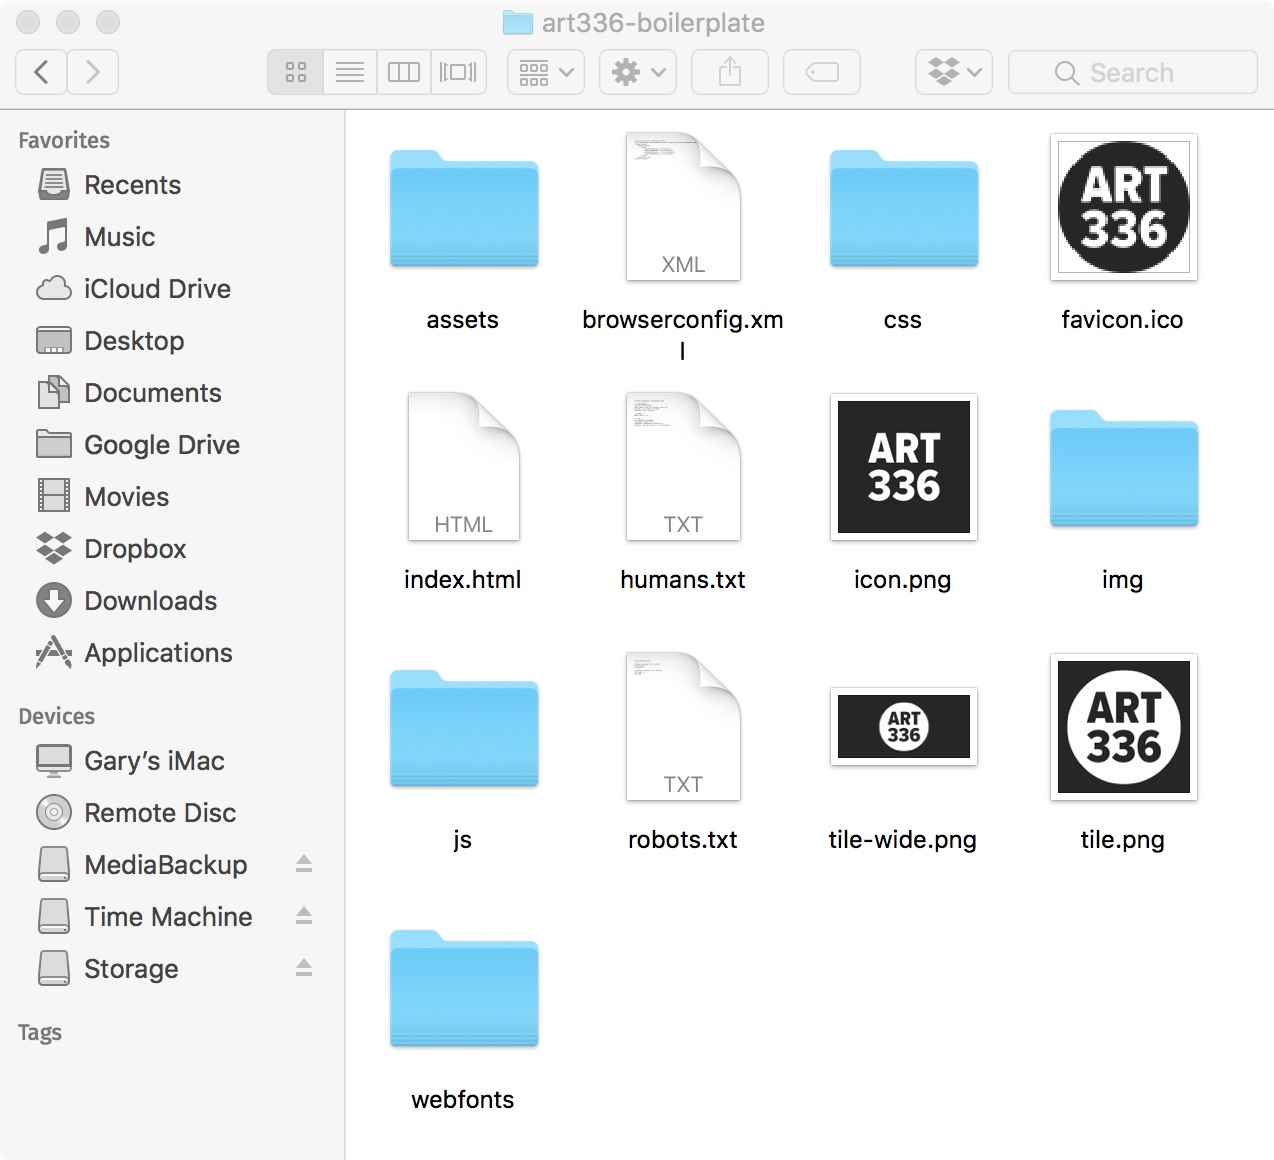 art336-boilerplate
Search
Favorites
Recents
Music
iCloud Drive
Desktop
Documents
Google Drive
Movies
Dropbox
Downloads
Applications
Devices
Gary's iMac
Remote Disc
MediaBackup
Time Machine
Storage
Tags
assets
XML
browserconfig.xm
l
css
ART
336
favicon.ico
HTML
index.html
TXT
humans.txt
ART
336
icon.png
img
js
TXT
robots.txt
ART
336
tile-wide.png
ART
336
tile.png
webfonts